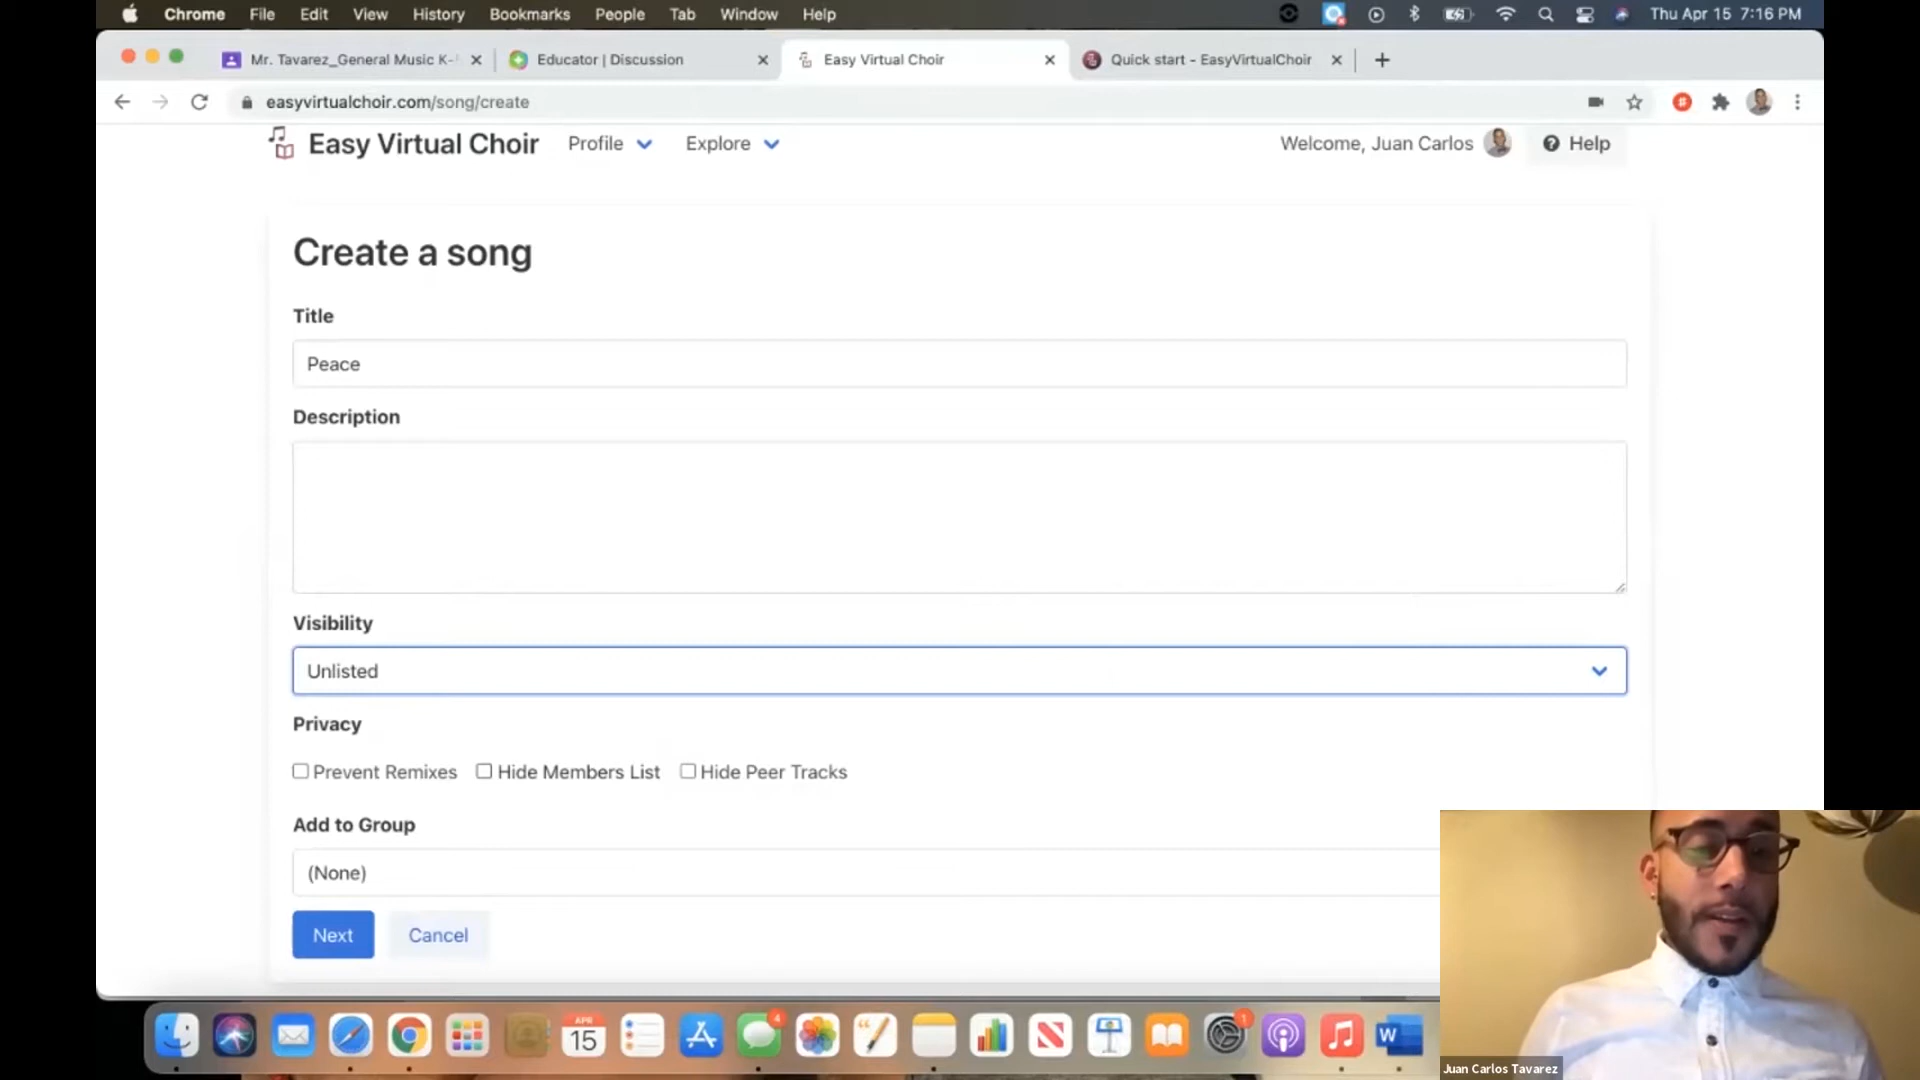 Chrome File Edit View History Bookmarks People Tab Window Help Thu Apr 15 7:16 PM
Mr. Tavarez_General Music K- Educator | Discussion Easy Virtual Choir Quick start - EasyVirtualChoir
easyvirtualchoir.com/song/create
Easy Virtual Choir Profile Explore Welcome, Juan Carlos Help
Create a song
Title
Peace
Description
Visibility
Unlisted
Privacy
Prevent Remixes Hide Members List Hide Peer Tracks
Add to Group
(None)
Next Cancel
APR
15
4
1
W
Juan Carlos Tavarez